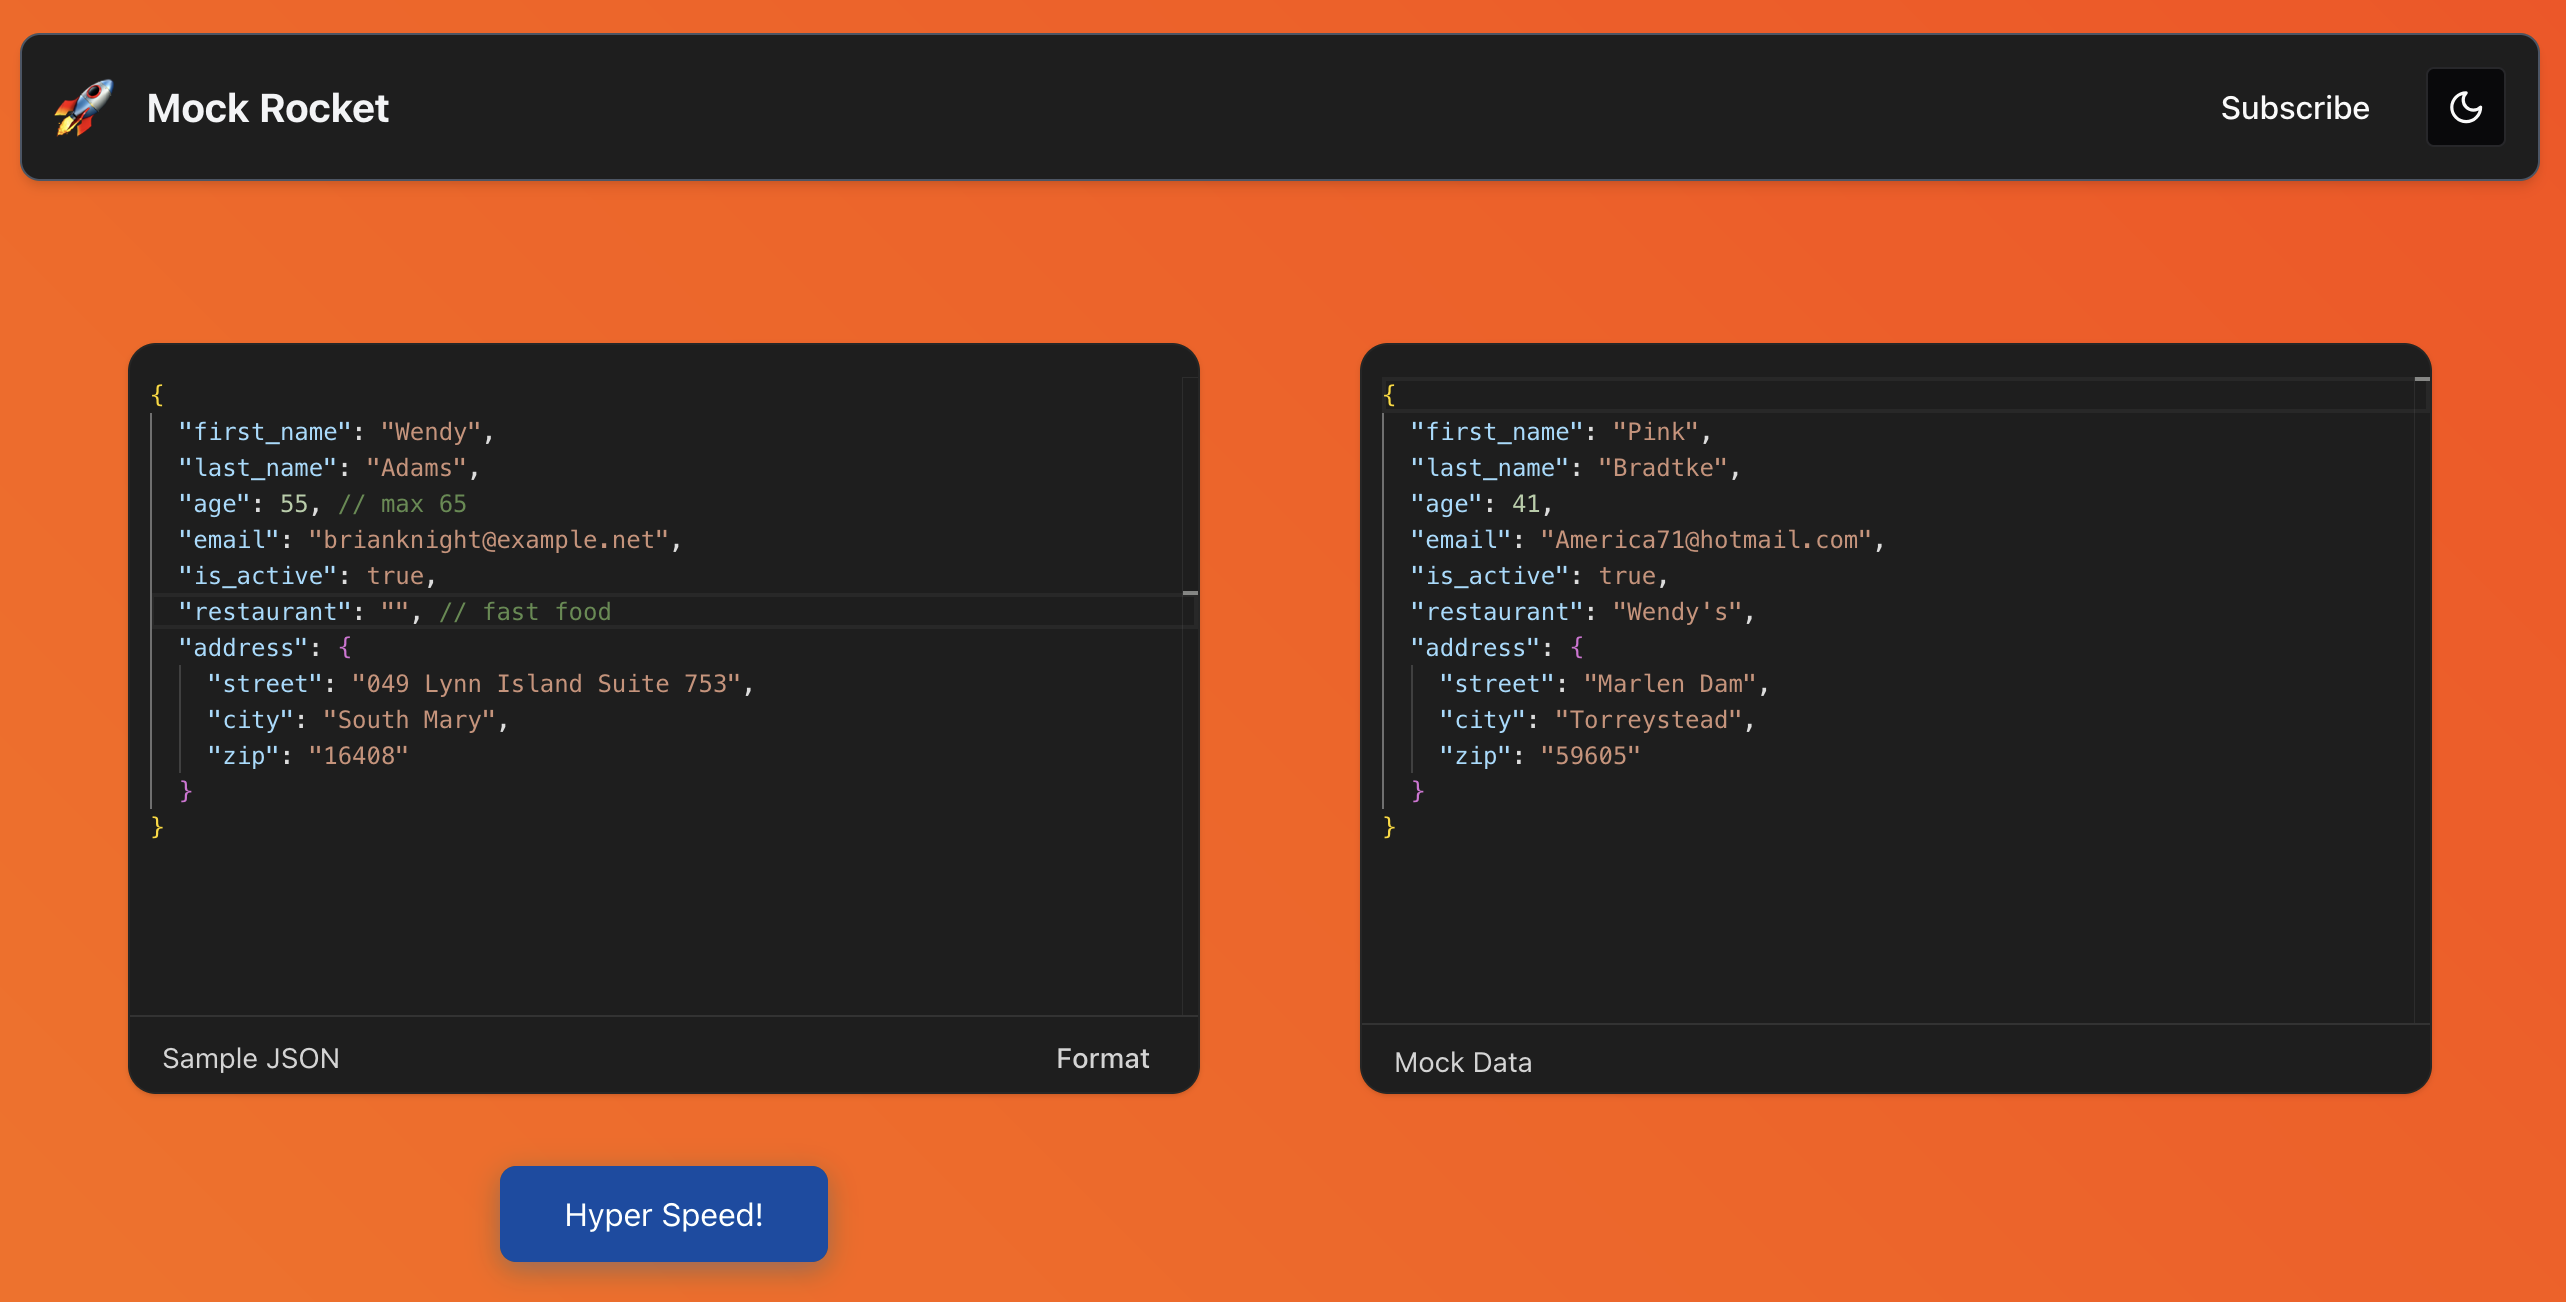 Mock Rocket
Subscribe
{
  "first_name": "Wendy",
  "last_name": "Adams",
  "age": 55, // max 65
  "email": "brianknight@example.net",
  "is_active": true,
  "restaurant": "", // fast food
  "address": {
    "street": "049 Lynn Island Suite 753",
    "city": "South Mary",
    "zip": "16408"
  }
}
Sample JSON
Format
{
  "first_name": "Pink",
  "last_name": "Bradtke",
  "age": 41,
  "email": "America71@hotmail.com",
  "is_active": true,
  "restaurant": "Wendy's",
  "address": {
    "street": "Marlen Dam",
    "city": "Torreystead",
    "zip": "59605"
  }
}
Mock Data
Hyper Speed!